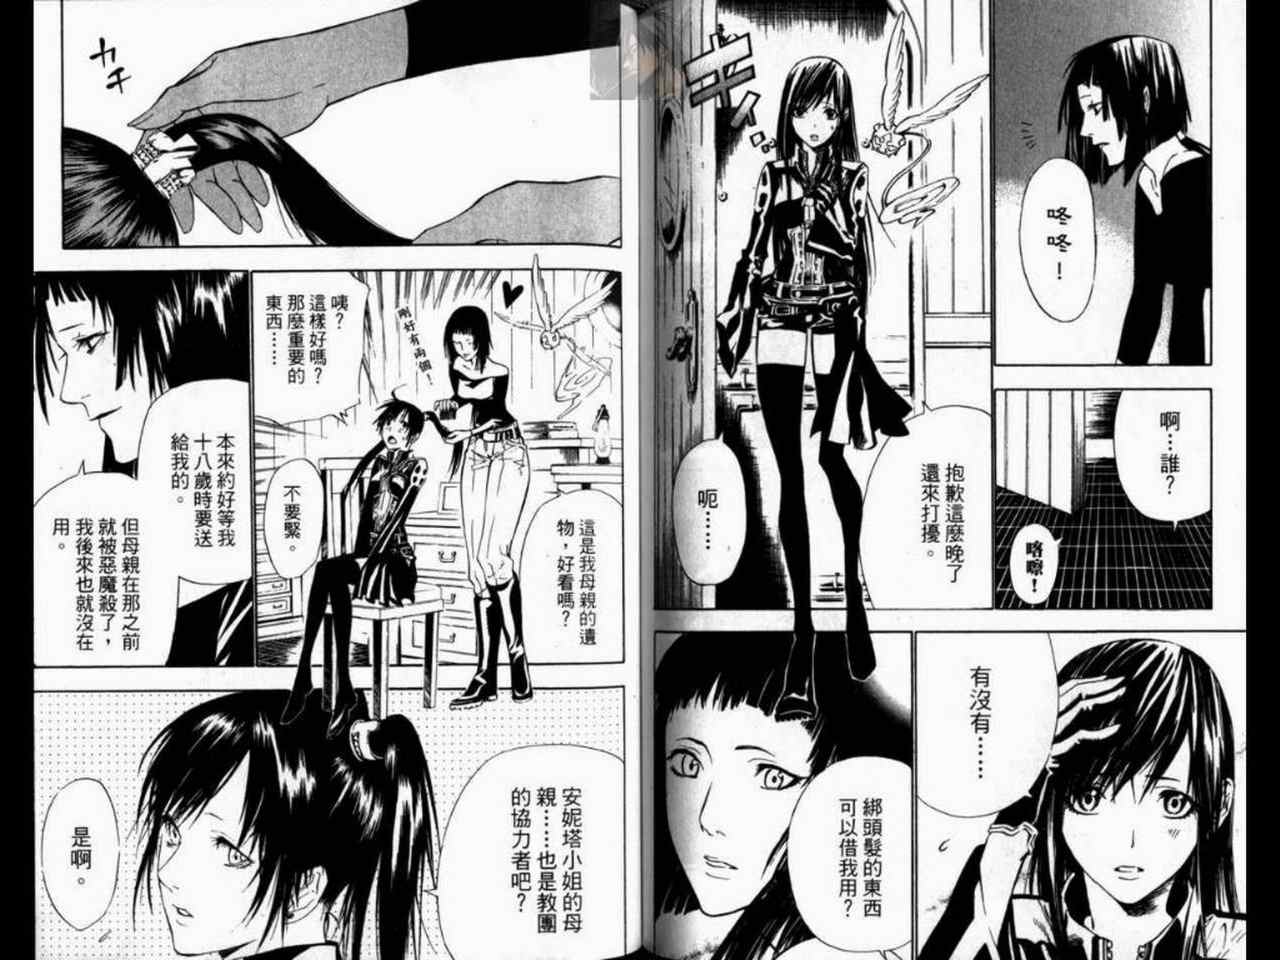 咚咚！
啊⋯誰？
咯嚓！
キィ
抱歉這麼晚了
還來打擾。
呃⋯⋯
有沒有⋯⋯
綁頭髮的東西
可以借我用？
カチ
咦？
這樣好嗎？
那麼重要的
東西⋯⋯
剛好有兩個！
這是我母親的遺
物，好看嗎？
不要緊。
本來約好等我
十八歲時要送
給我的。
但母親在那之前
就被惡魔殺了，
我後來也就沒在
用。
安妮塔小姐的母
親⋯⋯也是教團
的協力者吧？
是啊。